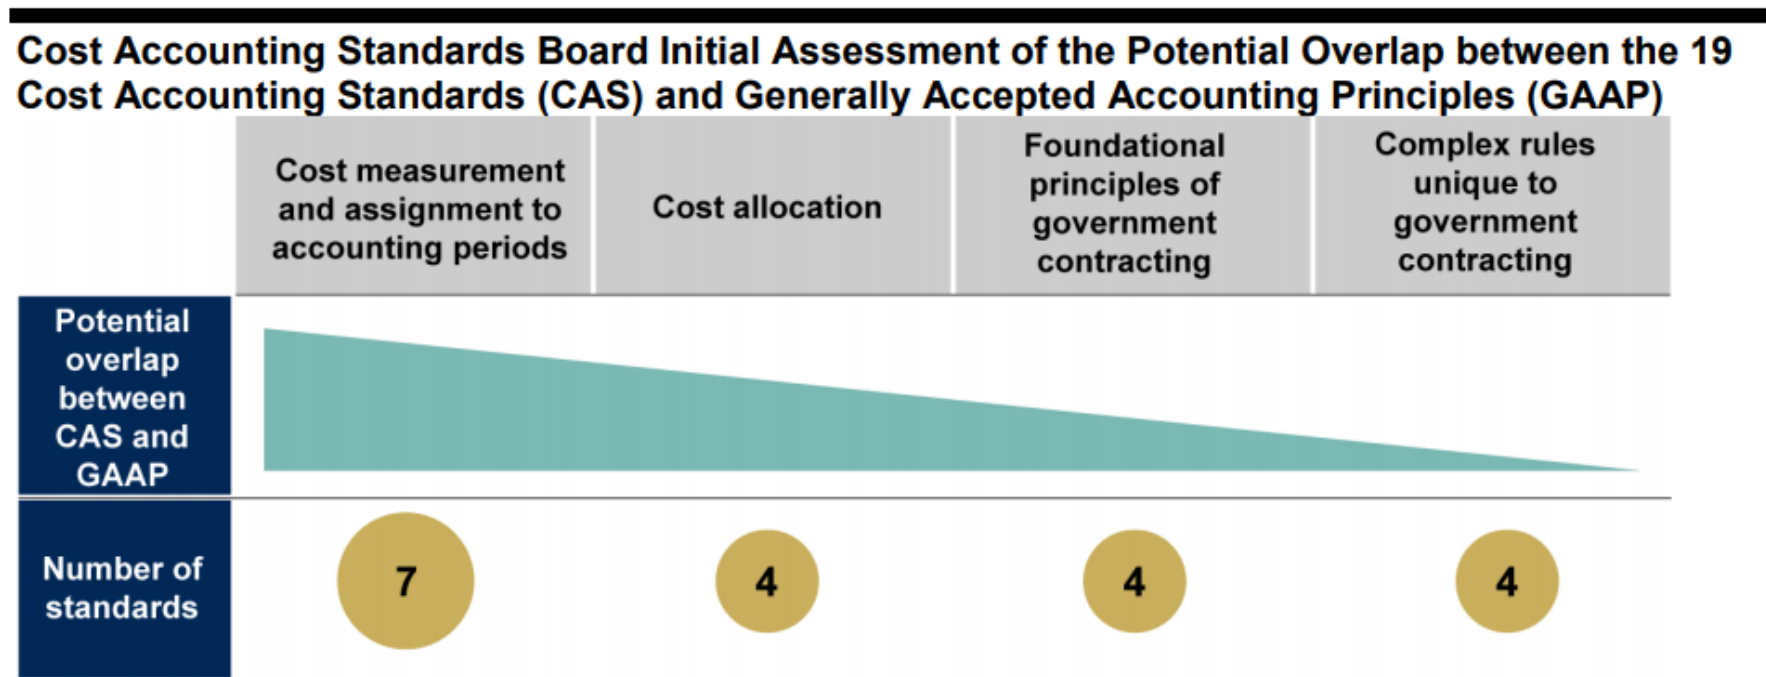 Cost Accounting Standards Board Initial Assessment of the Potential Overlap between the 19
Cost Accounting Standards (CAS) and Generally Accepted Accounting Principles (GAAP)
Cost measurement
and assignment to
accounting periods
Cost allocation
Foundational
principles of
government
contracting
Complex rules
unique to
government
contracting
Potential
overlap
between
CAS and
GAAP
Number of
standards
7
4
4
4